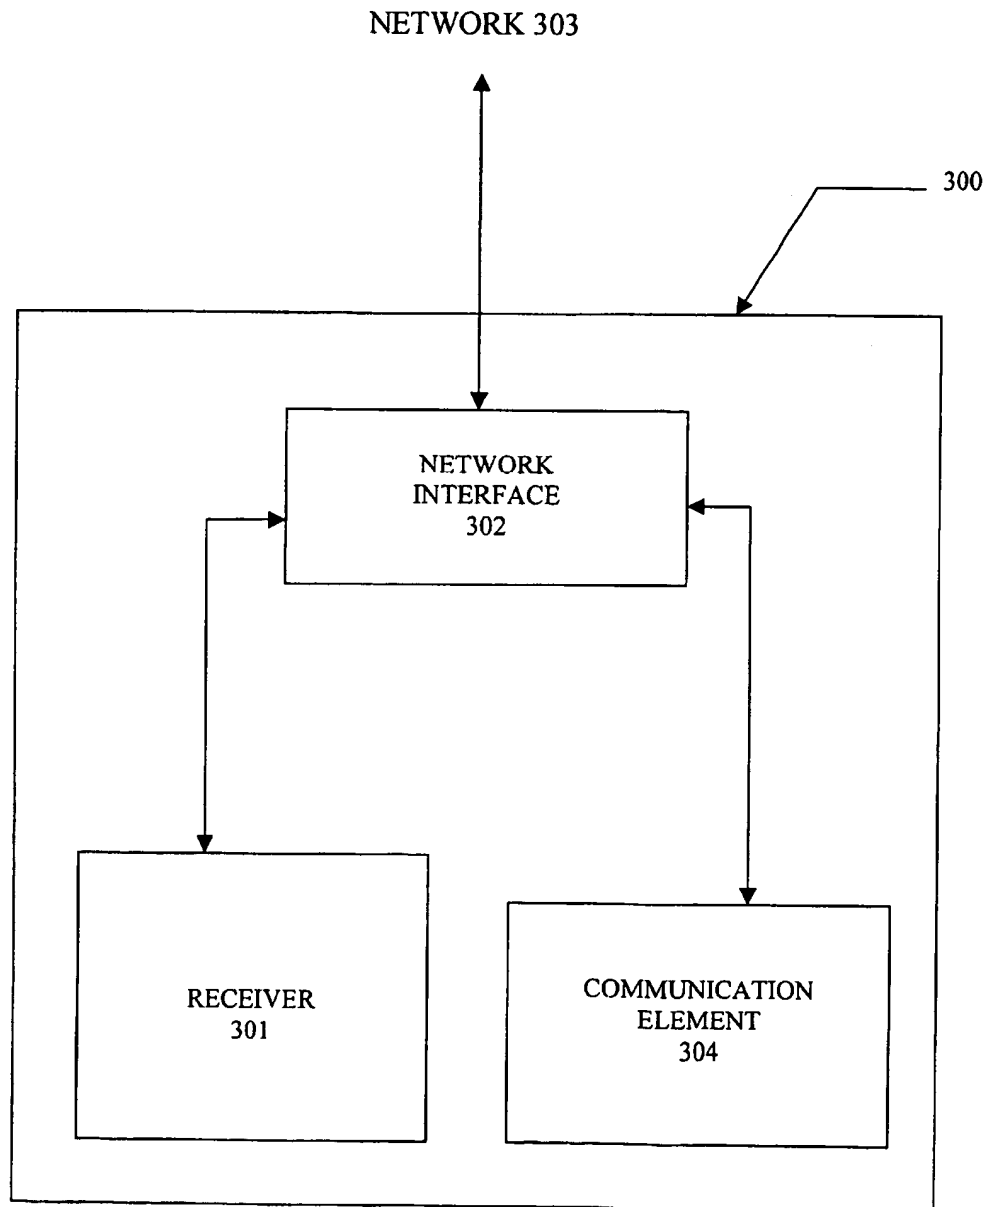 NETWORK 303
300
NETWORK
INTERFACE
302
RECEIVER
301
COMMUNICATION
ELEMENT
304